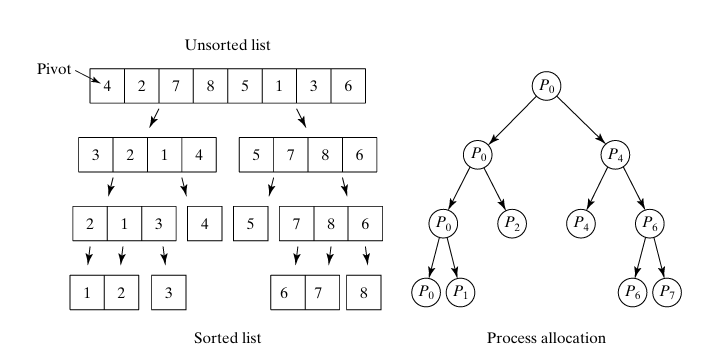 Unsorted list
Pivot
4 2 7 8 5 1 3 6
P0
3 2 1 4 5 7 8 6
P0 P4
2 1 3 4 5 7 8 6
P0 P2 P4 P6
1 2 3 6 7 8
P0 P1 P6 P7
Sorted list
Process allocation